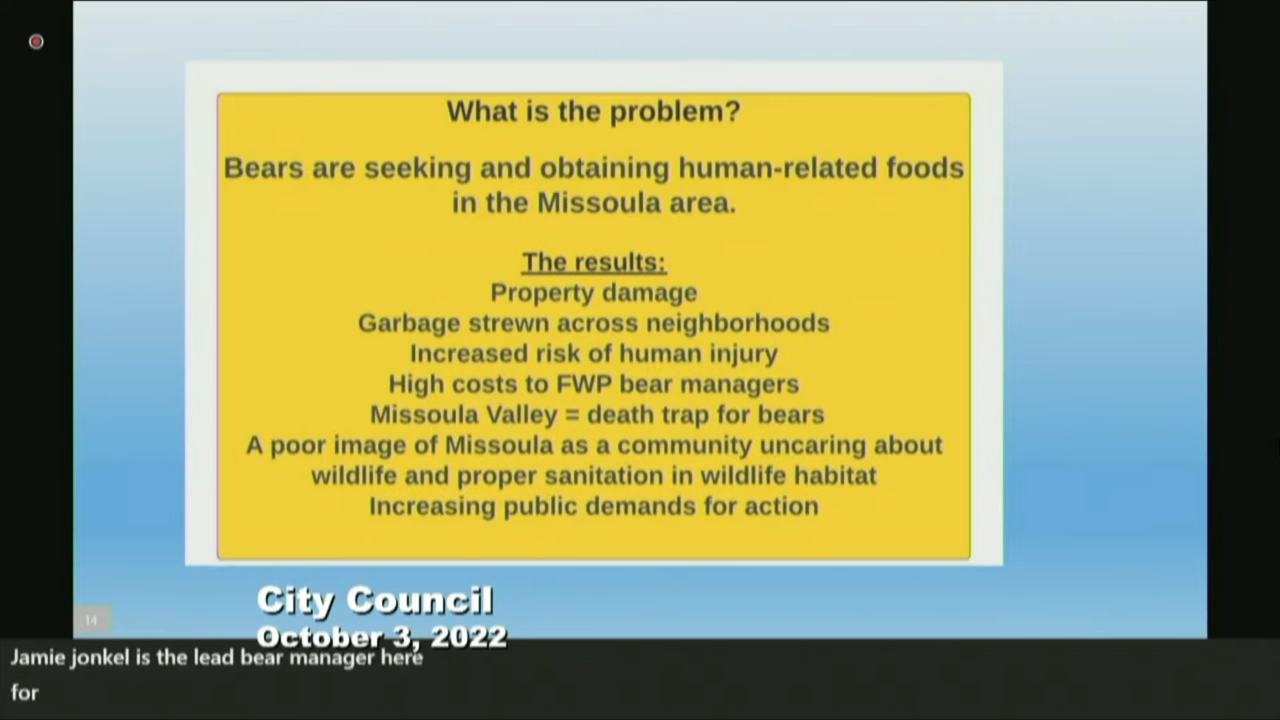 What is the problem?
Bears are seeking and obtaining human-related foods
in the Missoula area.
The results:
Property damage
Garbage strewn across neighborhoods
Increased risk of human injury
High costs to FWP bear managers
Missoula Valley = death trap for bears
A poor image of Missoula as a community uncaring about
wildlife and proper sanitation in wildlife habitat
Increasing public demands for action
City Council
14
October 3, 2022
Jamie jonkel is the lead bear manager here
for